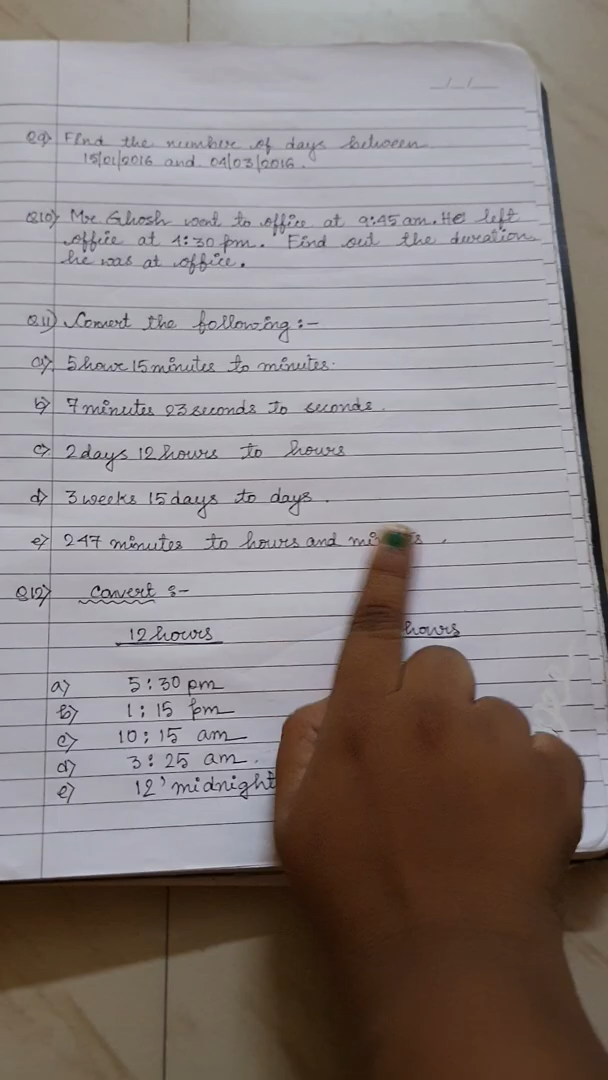 _/_/_
Q9) Find the number of days between
15/01/2016 and 04/03/2016.
Q10) Mr Ghosh went to office at 9:45 am. He left
office at 4:30 pm. Find out the duration
he was at office.
Q11) Convert the following :-
a) 5 hour 15 minutes to minutes.
b) 7 minutes 23 seconds to seconds.
c) 2 days 12 hours to hours
d) 3 weeks 15 days to days.
e) 247 minutes to hours and
Q12) Convert :-
12 hours hours
a) 5:30 pm
b) 1:15 pm
c) 10:15 am
d) 3:25 am.
e) 12' midnight